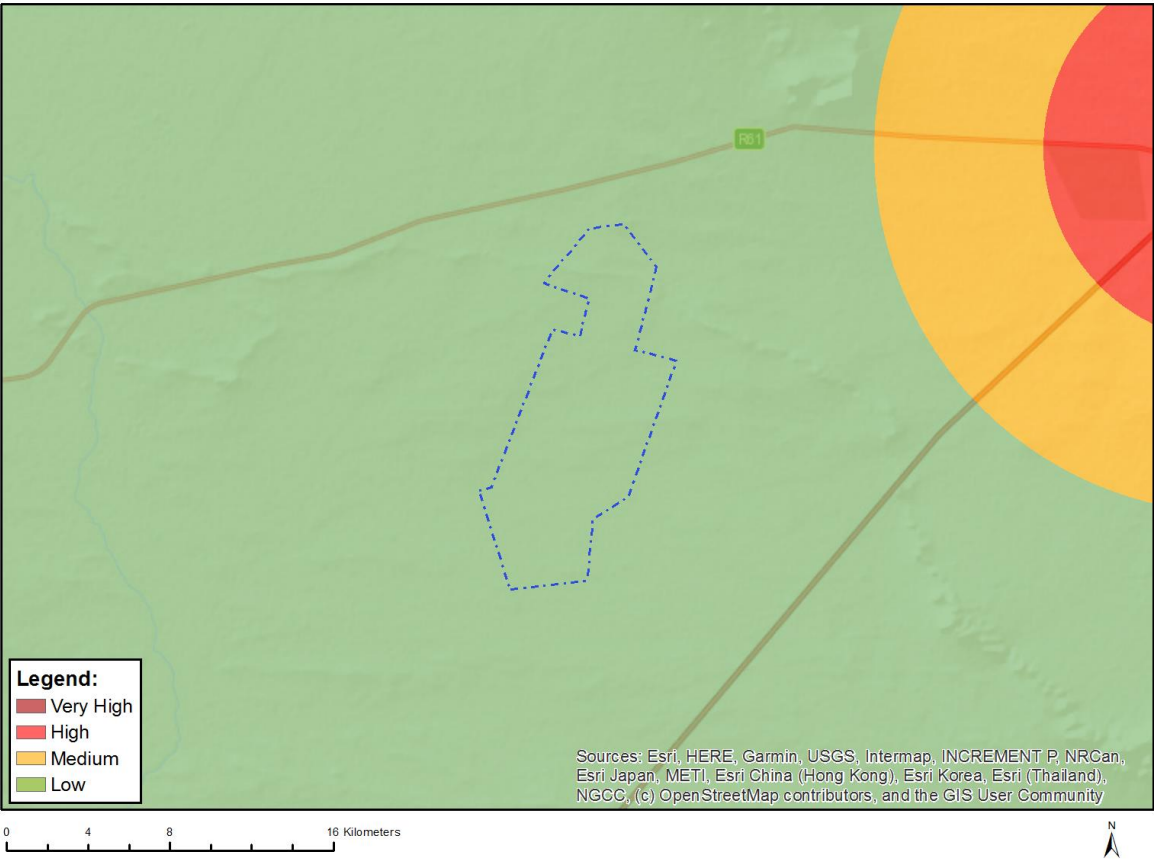 R61
Legend:
Very High
High
Medium
Low
Sources: Esri, HERE, Garmin, USGS, Intermap, INCREMENT P, NRCan,
Esri Japan, METI, Esri China (Hong Kong), Esri Korea, Esri (Thailand),
NGCC, (c) OpenStreetMap contributors, and the GIS User Community
0 4 8 16 Kilometers
N